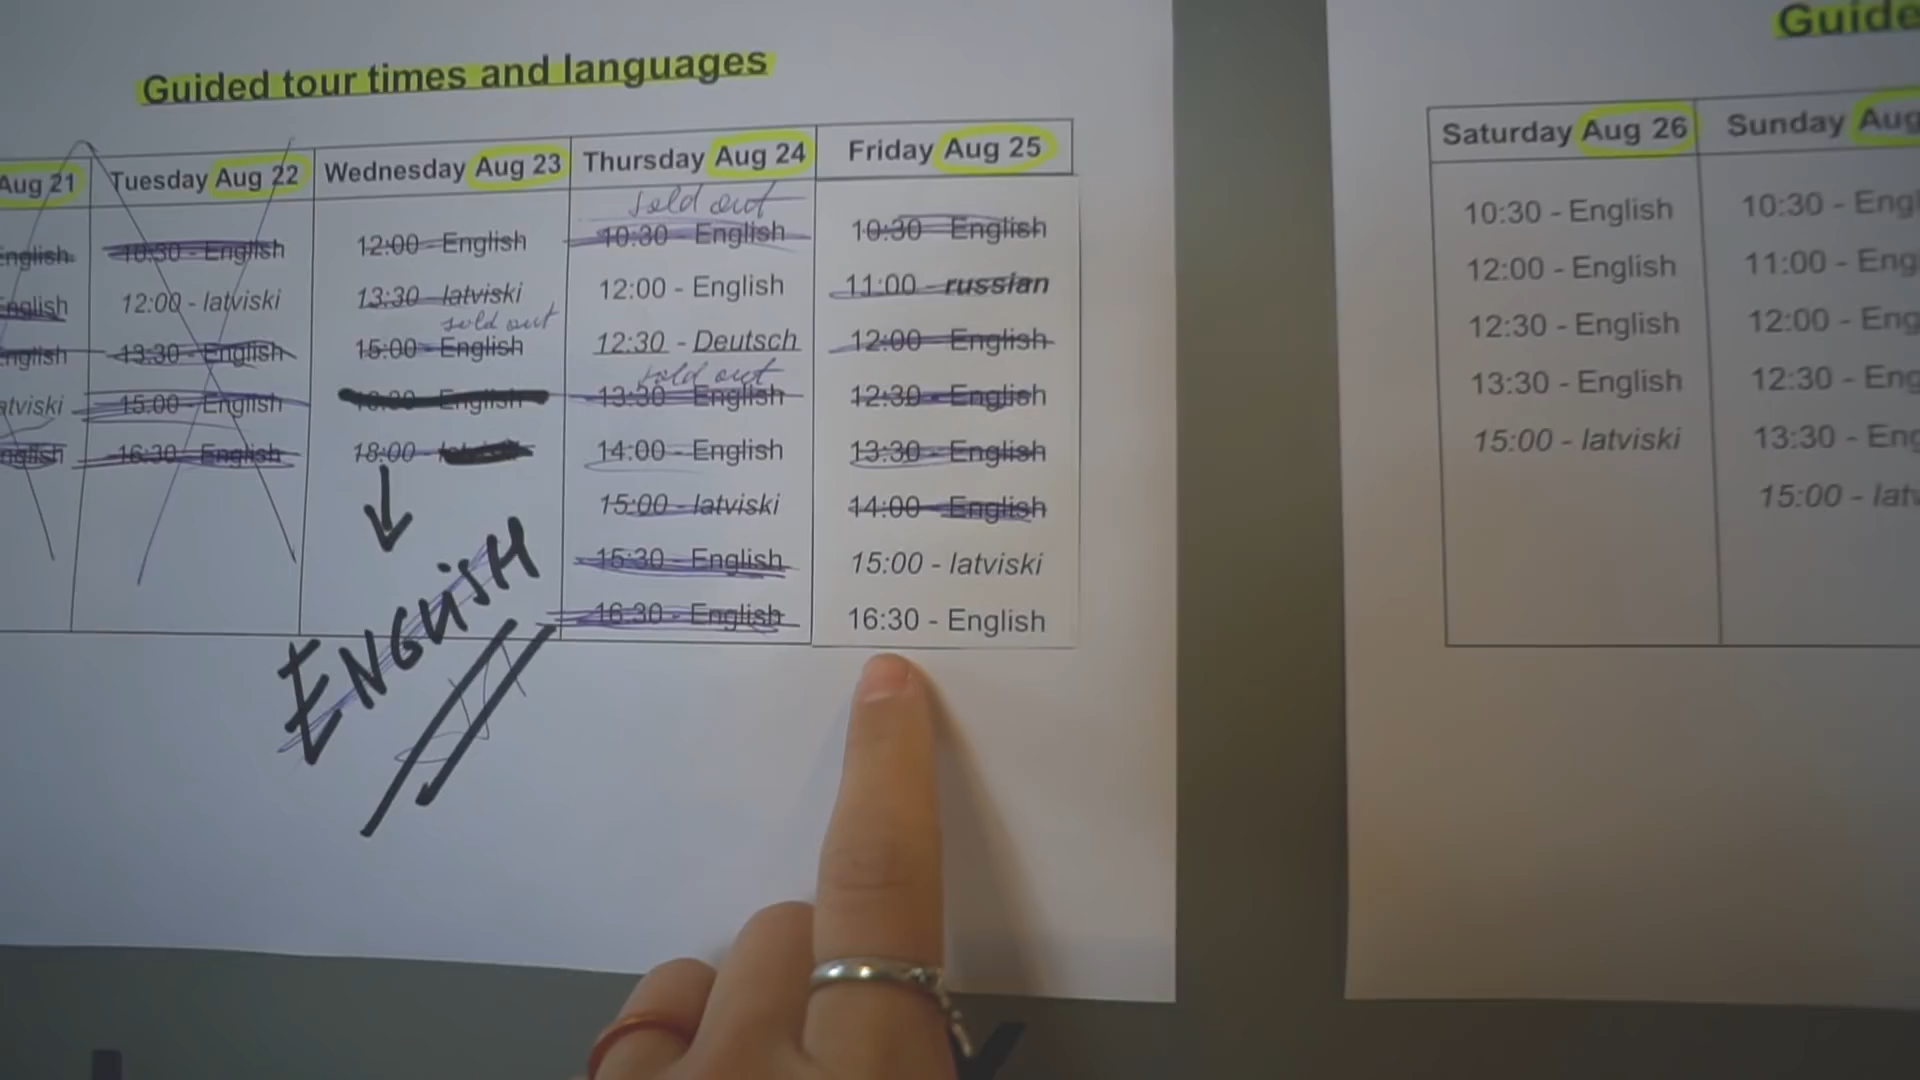 Guided tour times and languages
Aug 21
English
English
English
latviski
English
Tuesday Aug 22
10:30 - English
12:00 - latviski
13:30 - English
15:00 - English
16:30 - English
Wednesday Aug 23
12:00 - English
13:30 - latviski
sold out
15:00 - English
English
18:00 -
ENGLISH
Thursday Aug 24
sold out
10:30 - English
12:00 - English
12:30 - Deutsch
sold out
13:30 - English
14:00 - English
15:00 - latviski
15:30 - English
16:30 - English
Friday Aug 25
10:30 - English
11:00 - russian
12:00 - English
12:30 - English
13:30 - English
14:00 - English
15:00 - latviski
16:30 - English
Guide
Saturday Aug 26
10:30 - English
12:00 - English
12:30 - English
13:30 - English
15:00 - latviski
Sunday Aug
10:30 - Engl
11:00 - Eng
12:00 - Eng
12:30 - Eng
13:30 - Eng
15:00 - latv